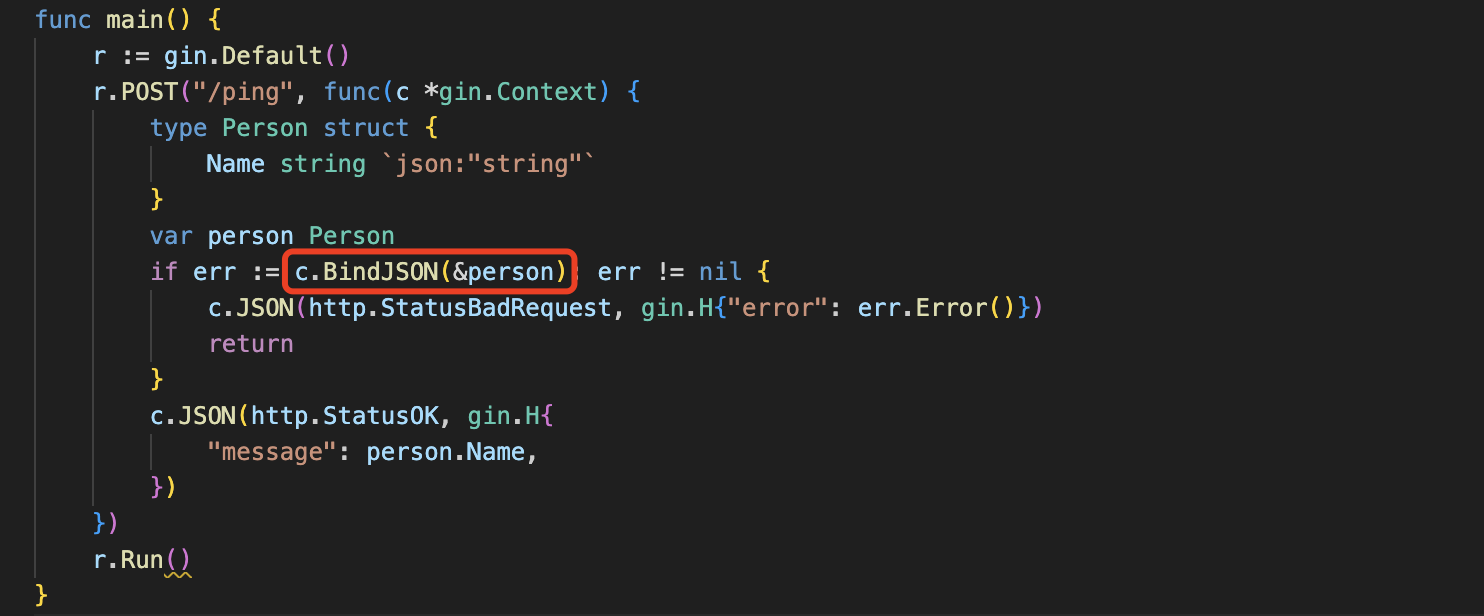 func main() {
    r := gin.Default()
    r.POST("/ping", func(c *gin.Context) {
        type Person struct {
            Name string `json:"string"`
        }
        var person Person
        if err := c.BindJSON(&person); err != nil {
            c.JSON(http.StatusBadRequest, gin.H{"error": err.Error()})
            return
        }
        c.JSON(http.StatusOK, gin.H{
            "message": person.Name,
        })
    })
    r.Run()
}